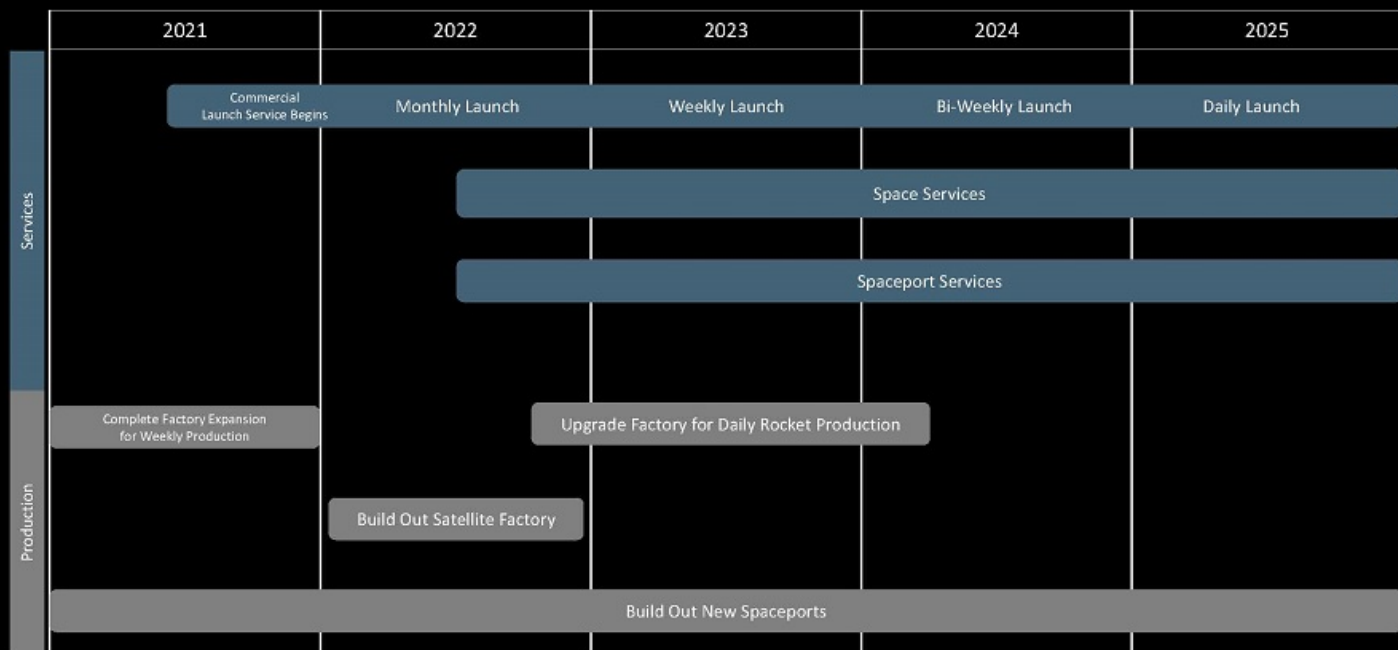 2021 2022 2023 2024 2025
Services
Commercial
Launch Service Begins
Monthly Launch
Weekly Launch
Bi-Weekly Launch
Daily Launch
Space Services
Spaceport Services
Production
Complete Factory Expansion
for Weekly Production
Upgrade Factory for Daily Rocket Production
Build Out Satellite Factory
Build Out New Spaceports